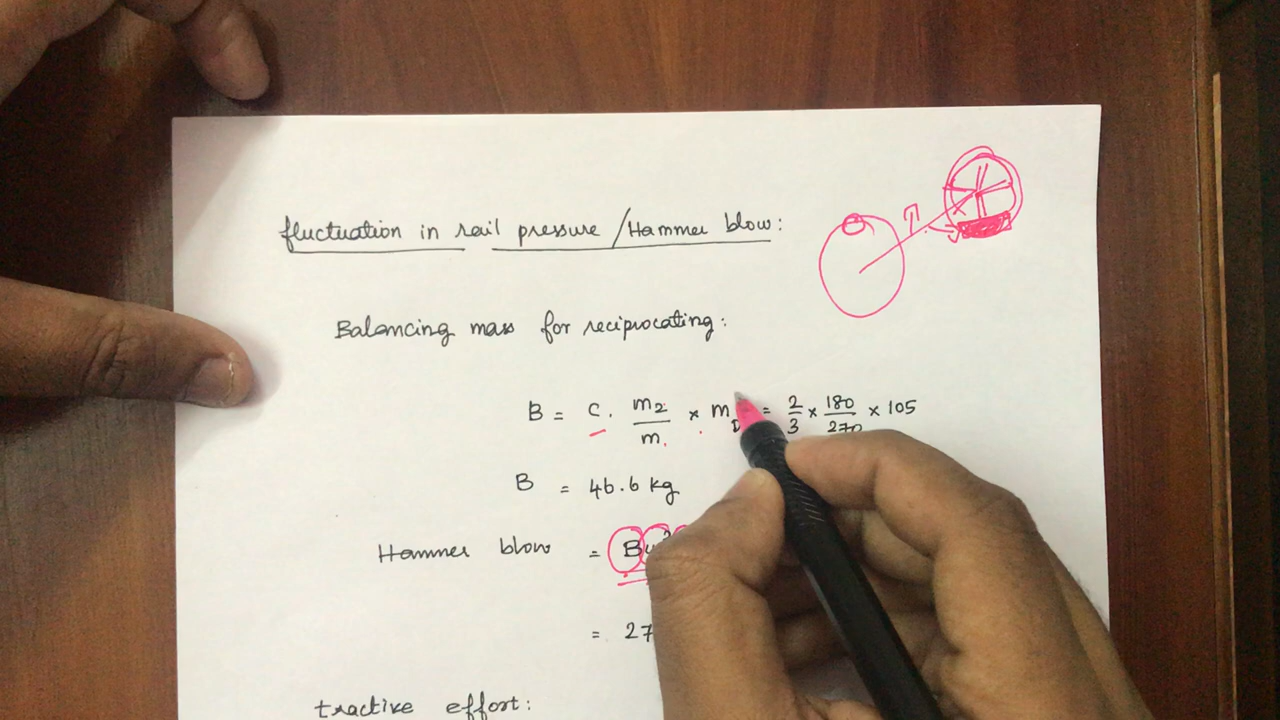 fluctuation in rail pressure / Hammer blow:
Balancing mass for reciprocating:
B = c. m2/m × m = 2/3 × 180/270 × 105
B = 46.6 kg
Hammer blow = B
= 27
tractive effort: